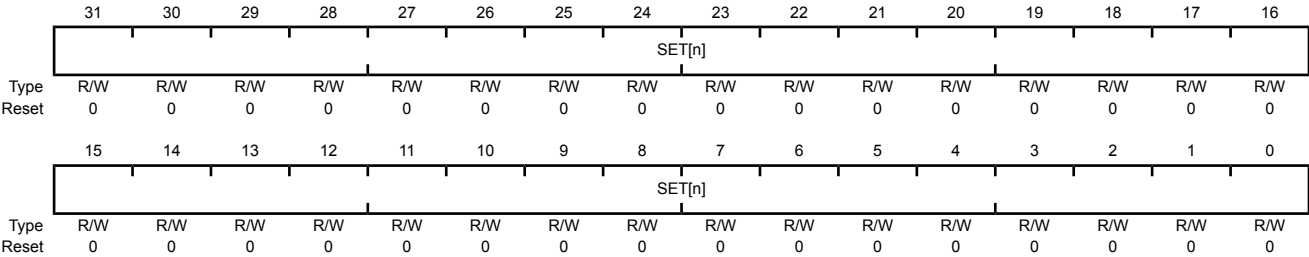 31 30 29 28 27 26 25 24 23 22 21 20 19 18 17 16
SET[n]
Type R/W R/W R/W R/W R/W R/W R/W R/W R/W R/W R/W R/W R/W R/W R/W R/W
Reset 0 0 0 0 0 0 0 0 0 0 0 0 0 0 0 0
15 14 13 12 11 10 9 8 7 6 5 4 3 2 1 0
SET[n]
Type R/W R/W R/W R/W R/W R/W R/W R/W R/W R/W R/W R/W R/W R/W R/W R/W
Reset 0 0 0 0 0 0 0 0 0 0 0 0 0 0 0 0